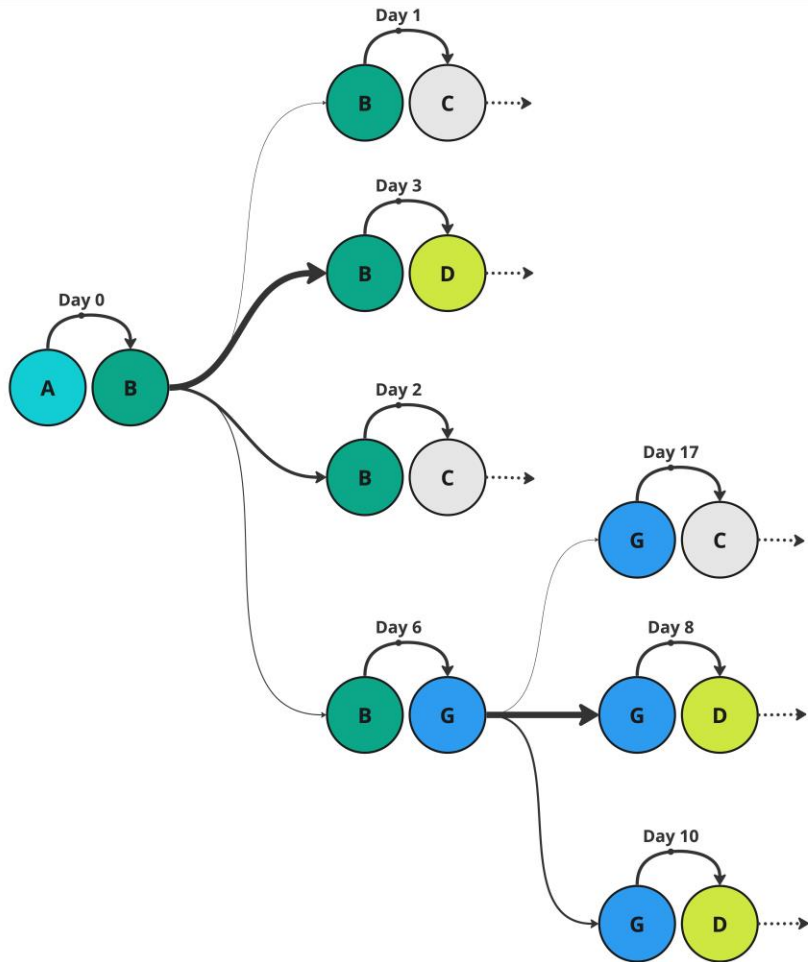 Day 1
B C
Day 3
B D
Day 0
A B
Day 2
B C
Day 17
G C
Day 6
B G
Day 8
G D
Day 10
G D